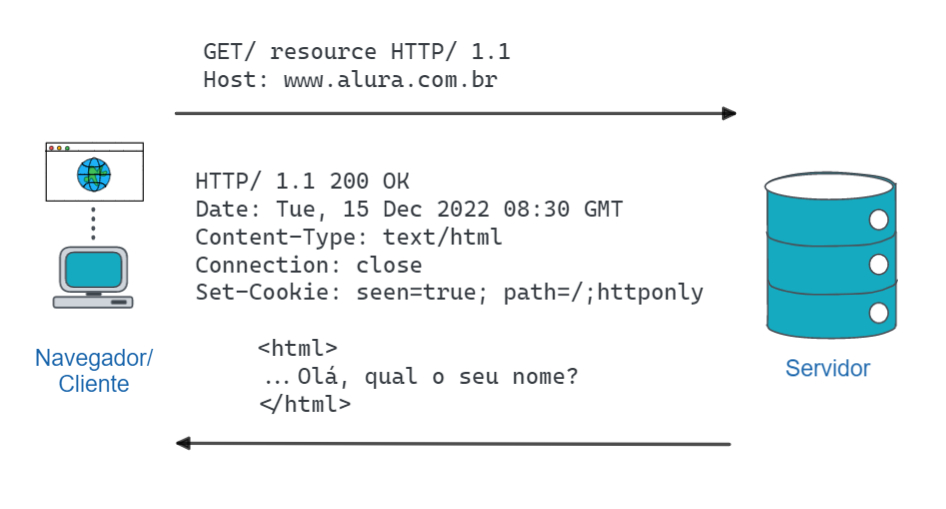 GET/ resource HTTP/ 1.1
Host: www.alura.com.br
HTTP/ 1.1 200 OK
Date: Tue, 15 Dec 2022 08:30 GMT
Content-Type: text/html
Connection: close
Set-Cookie: seen=true; path=/;httponly
<html>
...Olá, qual o seu nome?
</html>
Navegador/
Cliente
Servidor